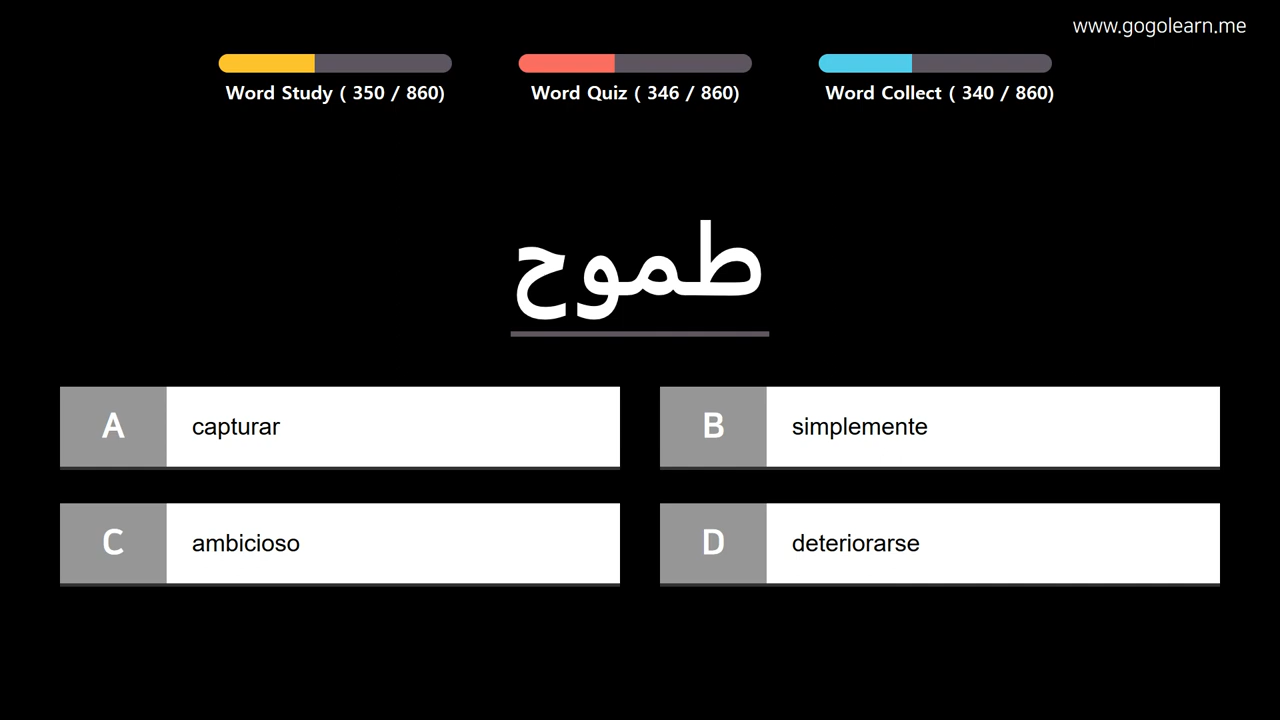 www.gogolearn.me
Word Study ( 350 / 860)
Word Quiz ( 346 / 860)
Word Collect ( 340 / 860)
طموح
A capturar
B simplemente
C ambicioso
D deteriorarse